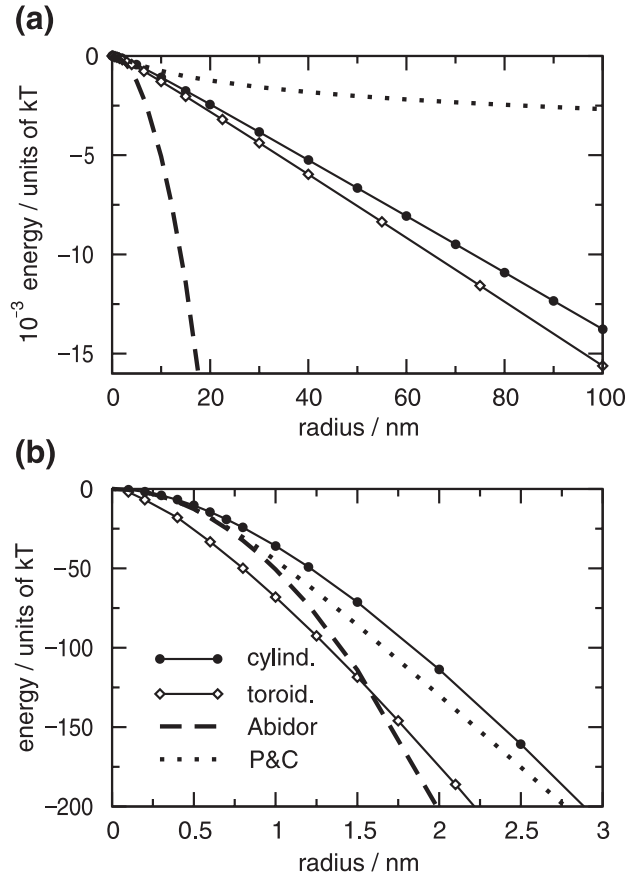 (a)
0
−5
−10
−15
10⁻³ energy / units of kT
0 20 40 60 80 100
radius / nm
(b)
0
−50
−100
−150
−200
energy / units of kT
cylind.
toroid.
Abidor
P&C
0 0.5 1 1.5 2 2.5 3
radius / nm